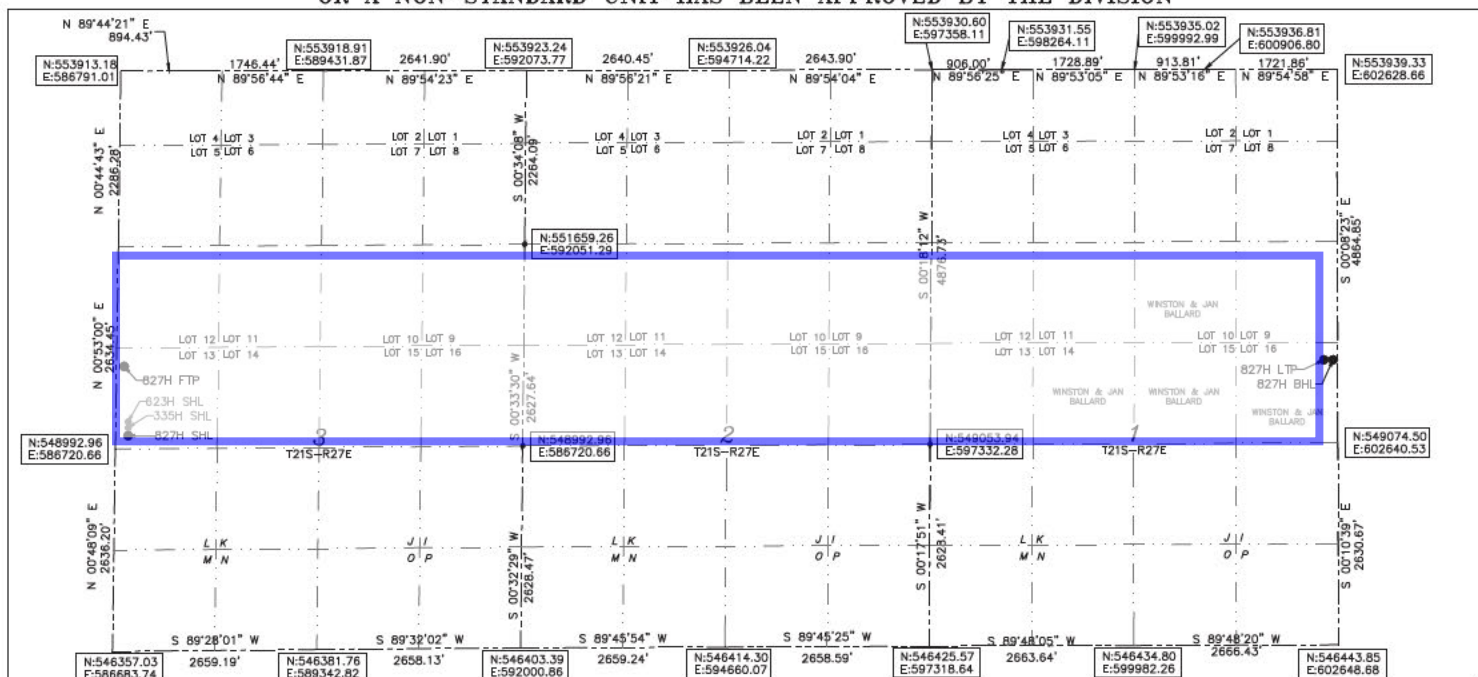 OR A NON-STANDARD UNIT HAS BEEN APPROVED BY THE DIVISION
N 89°44'21" E
894.43'
N:553913.18
E:586791.01
1746.44'
N 89°56'44" E
N:553918.91
E:589431.87
2641.90'
N 89°54'23" E
N:553923.24
E:592073.77
2640.45'
N 89°56'21" E
N:553926.04
E:594714.22
2643.90'
N 89°54'04" E
N:553930.60
E:597358.11
906.00'
N 89°56'25" E
N:553931.55
E:598264.11
1728.89'
N 89°53'05" E
N:553935.02
E:599992.99
913.81'
N 89°53'16" E
N:553936.81
E:600906.80
1721.86'
N 89°54'58" E
N:553939.33
E:602628.66
LOT 4 LOT 3
LOT 5 LOT 6
LOT 2 LOT 1
LOT 7 LOT 8
LOT 4 LOT 3
LOT 5 LOT 6
LOT 2 LOT 1
LOT 7 LOT 8
LOT 4 LOT 3
LOT 5 LOT 6
LOT 2 LOT 1
LOT 7 LOT 8
N 00°44'43" E
2286.28'
S 00°34'08" W
2264.09'
S 00°18'12" W
4876.73'
S 00°08'23" E
4864.85'
N:551659.26
E:592051.29
WINSTON & JAN
BALLARD
N 00°53'00" E
2634.45'
LOT 12 LOT 11
LOT 13 LOT 14
LOT 10 LOT 9
LOT 15 LOT 16
LOT 12 LOT 11
LOT 13 LOT 14
LOT 10 LOT 9
LOT 15 LOT 16
LOT 12 LOT 11
LOT 13 LOT 14
LOT 10 LOT 9
LOT 15 LOT 16
S 00°33'30" W
2627.64'
827H FTP
623H SHL
335H SHL
827H SHL
827H LTP
827H BHL
WINSTON & JAN
BALLARD
WINSTON & JAN
BALLARD
WINSTON & JAN
BALLARD
3
2
1
N:548992.96
E:586720.66
N:548992.96
E:586720.66
N:549053.94
E:597332.28
N:549074.50
E:602640.53
T21S-R27E
T21S-R27E
T21S-R27E
N 00°48'09" E
2636.20'
S 00°32'29" W
2628.47'
S 00°17'51" W
2623.41'
N 00°10'39" E
2630.67'
L K
M N
J I
O P
L K
M N
J I
O P
L K
M N
J I
O P
S 89°28'01" W
2659.19'
S 89°32'02" W
2658.13'
S 89°45'54" W
2659.24'
S 89°45'25" W
2658.59'
S 89°48'05" W
2663.64'
S 89°48'20" W
2666.43'
N:546357.03
E:586683.74
N:546381.76
E:589342.82
N:546403.39
E:592000.86
N:546414.30
E:594660.07
N:546425.57
E:597318.64
N:546434.80
E:599982.26
N:546443.85
E:602648.68